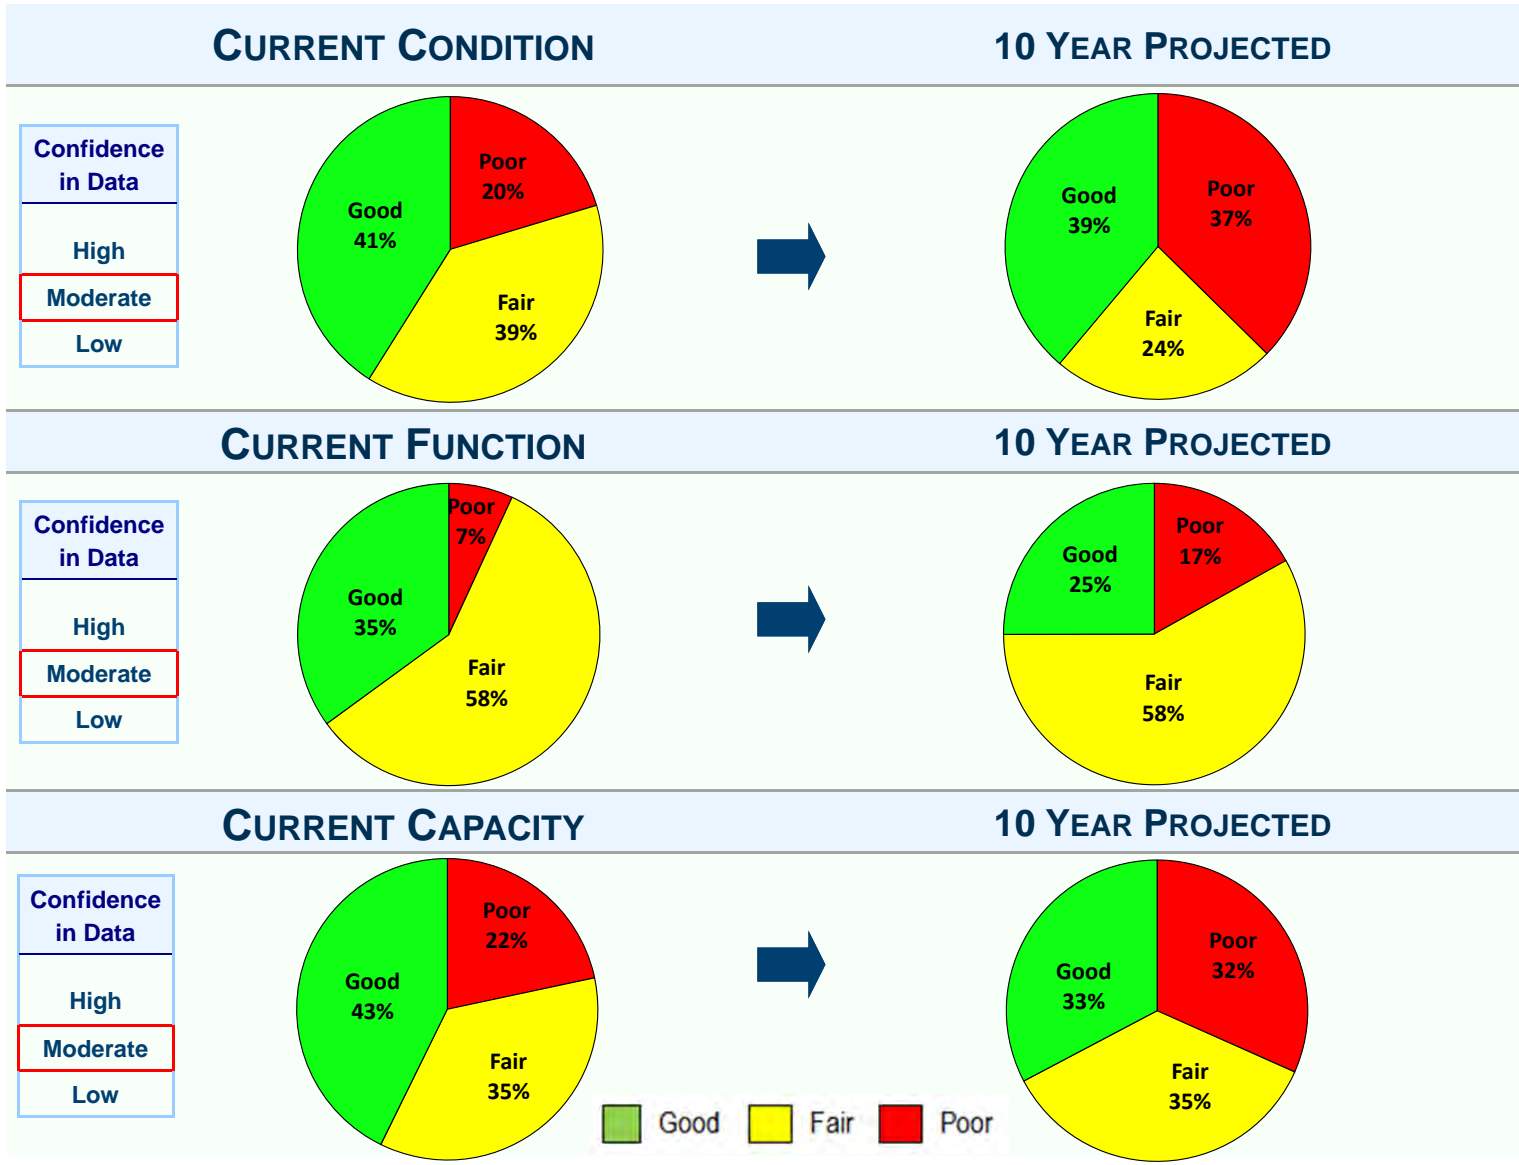 CURRENT CONDITION
10 YEAR PROJECTED
Confidence
in Data
High
Moderate
Low
Poor
20%
Good
41%
Fair
39%
Good
39%
Poor
37%
Fair
24%
CURRENT FUNCTION
10 YEAR PROJECTED
Confidence
in Data
High
Moderate
Low
Poor
7%
Good
35%
Fair
58%
Poor
17%
Good
25%
Fair
58%
CURRENT CAPACITY
10 YEAR PROJECTED
Confidence
in Data
High
Moderate
Low
Poor
22%
Good
43%
Fair
35%
Poor
32%
Good
33%
Fair
35%
Good
Fair
Poor